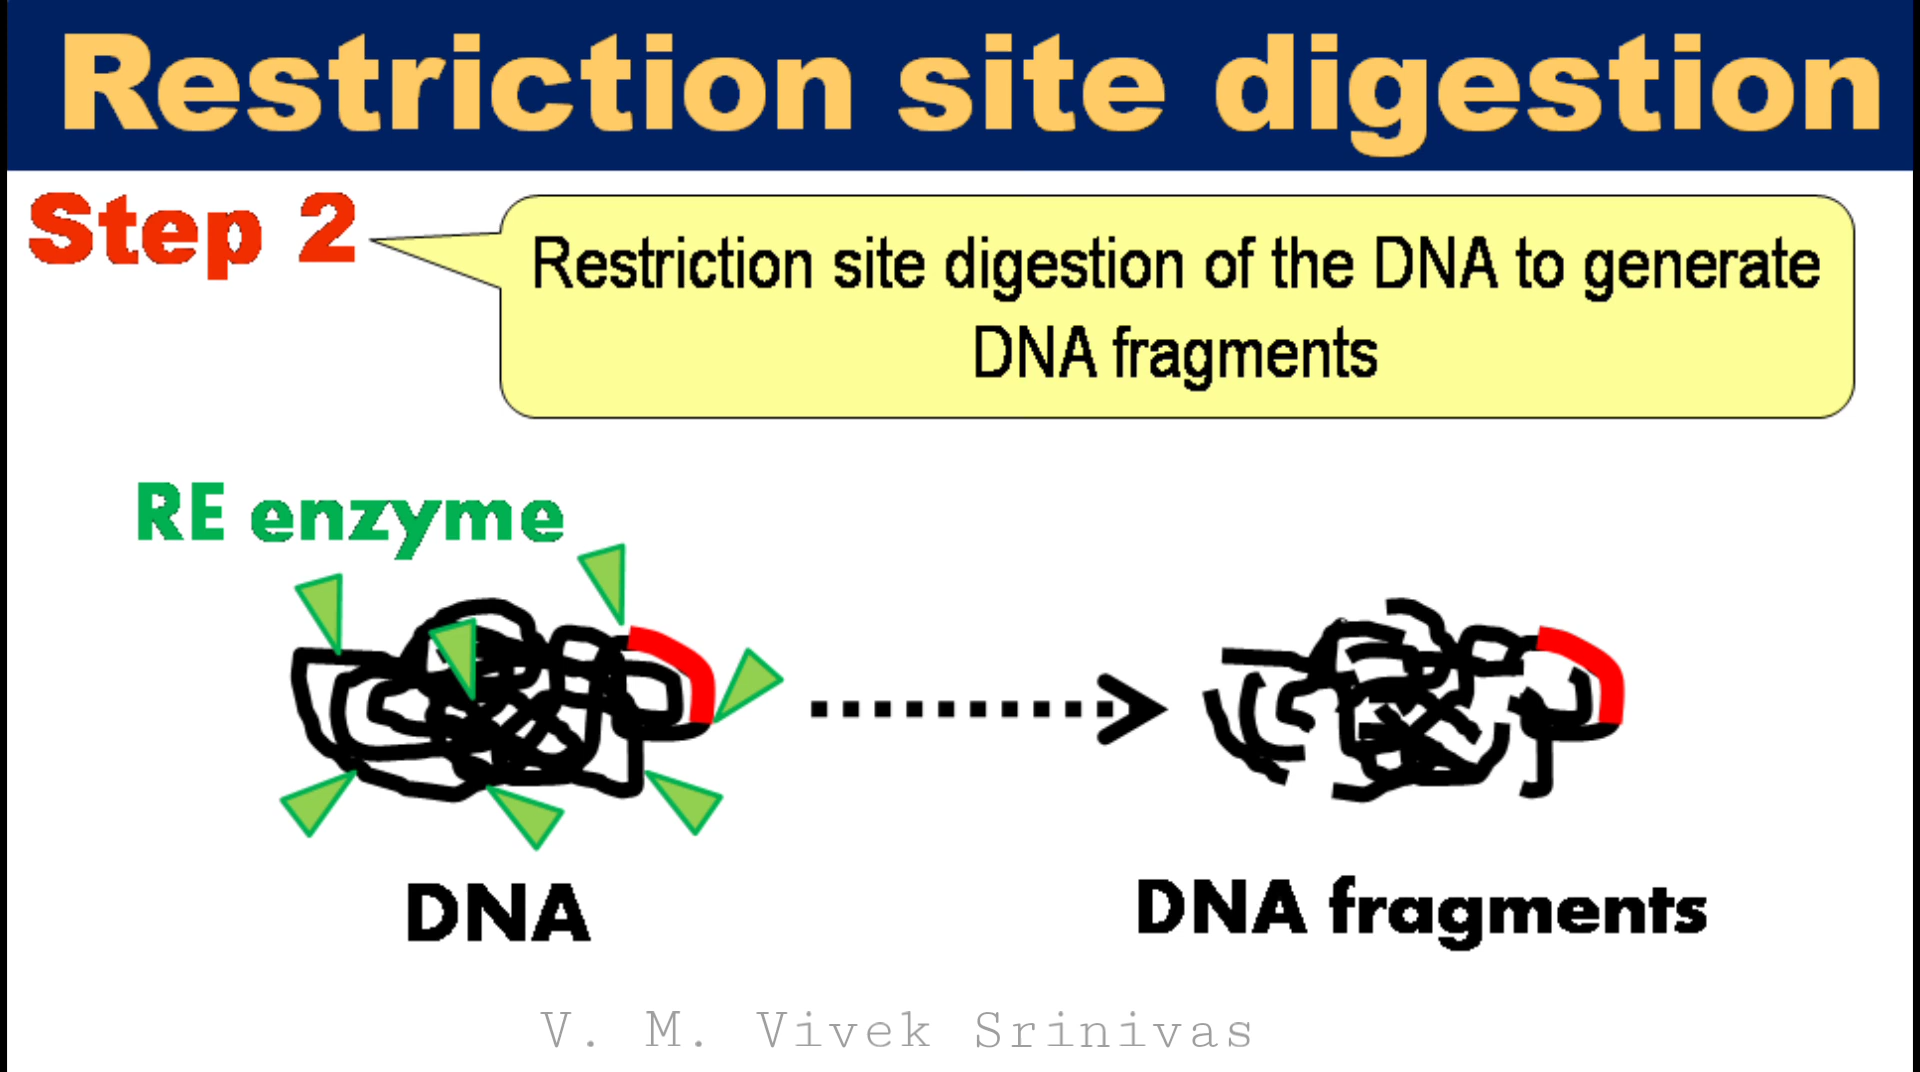 Restriction site digestion
Step 2
Restriction site digestion of the DNA to generate
DNA fragments
RE enzyme
DNA
DNA fragments
V. M. Vivek Srinivas